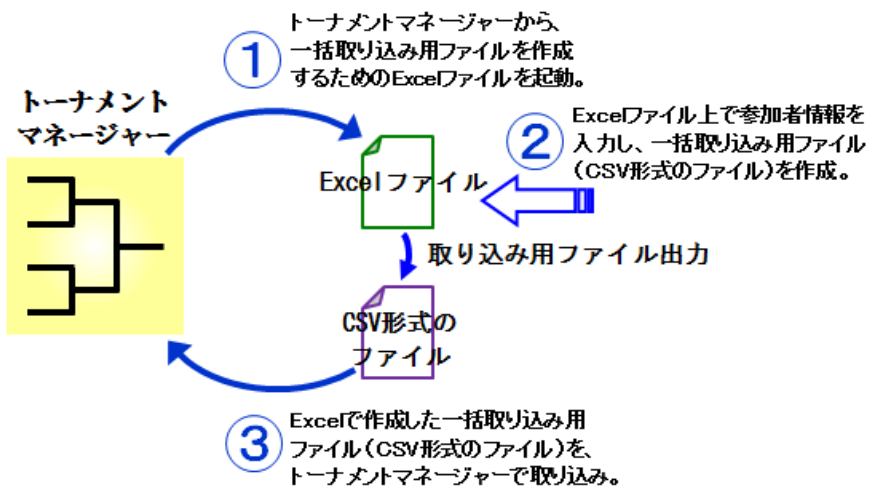 ①
トーナメントマネージャーから、
一括取り込み用ファイルを作成
するためのExcelファイルを起動。
トーナメント
マネージャー
②
Excelファイル上で参加者情報を
入力し、一括取り込み用ファイル
（CSV形式のファイル）を作成。
Excelファイル
取り込み用ファイル出力
CSV形式の
ファイル
③
Excelで作成した一括取り込み用
ファイル（CSV形式のファイル）を、
トーナメントマネージャーで取り込み。